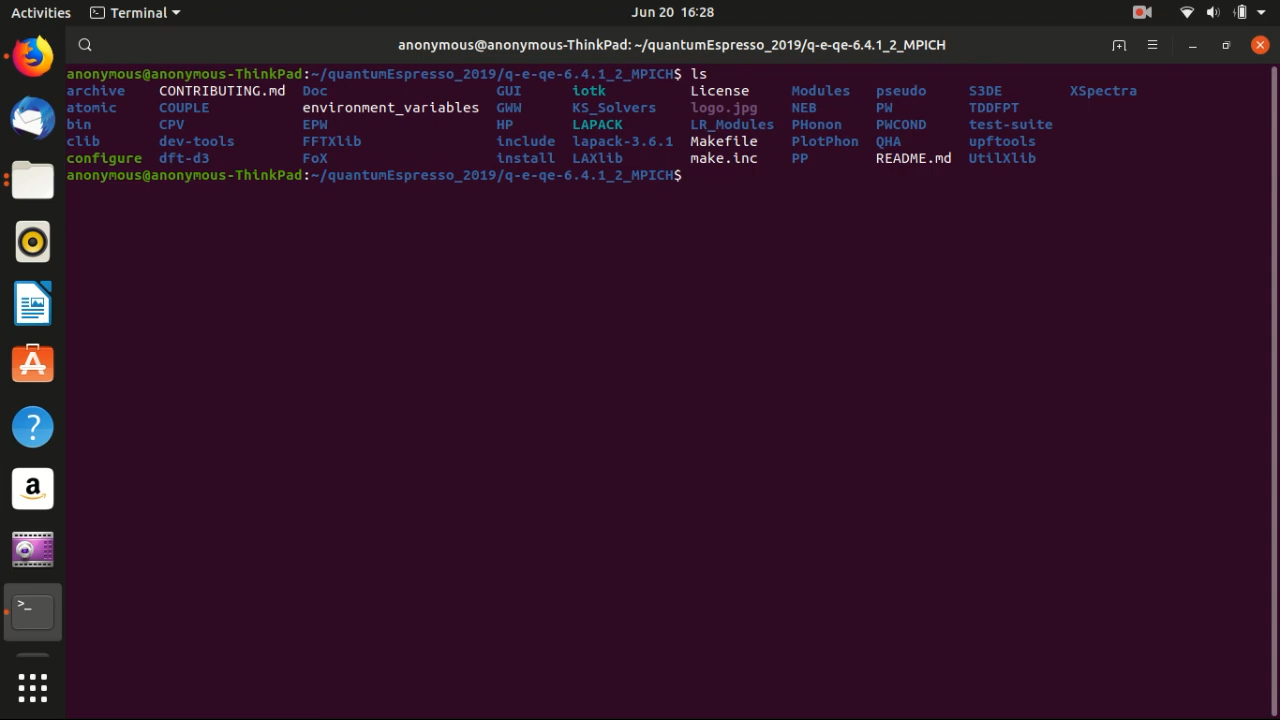 Activities Terminal Jun 20 16:28
anonymous@anonymous-ThinkPad: ~/quantumEspresso_2019/q-e-qe-6.4.1_2_MPICH
anonymous@anonymous-ThinkPad:~/quantumEspresso_2019/q-e-qe-6.4.1_2_MPICH$ ls
archive CONTRIBUTING.md Doc GUI iotk License Modules pseudo S3DE XSpectra
atomic COUPLE environment_variables GWW KS_Solvers logo.jpg NEB PW TDDFPT
bin CPV EPW HP LAPACK LR_Modules PHonon PWCOND test-suite
clib dev-tools FFTXlib include lapack-3.6.1 Makefile PlotPhon QHA upftools
configure dft-d3 FoX install LAXlib make.inc PP README.md UtilXlib
anonymous@anonymous-ThinkPad:~/quantumEspresso_2019/q-e-qe-6.4.1_2_MPICH$
?
a
>_